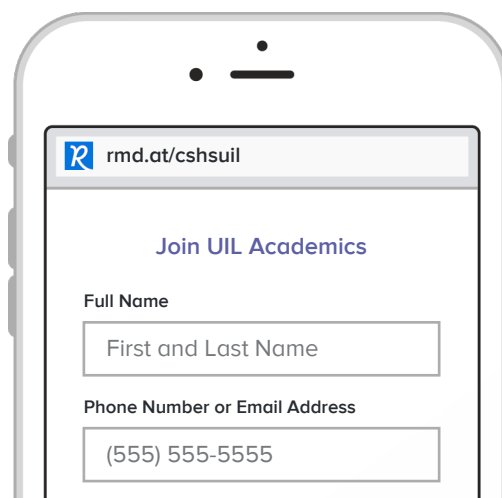 R rmd.at/cshsuil
Join UIL Academics
Full Name
First and Last Name
Phone Number or Email Address
(555) 555-5555